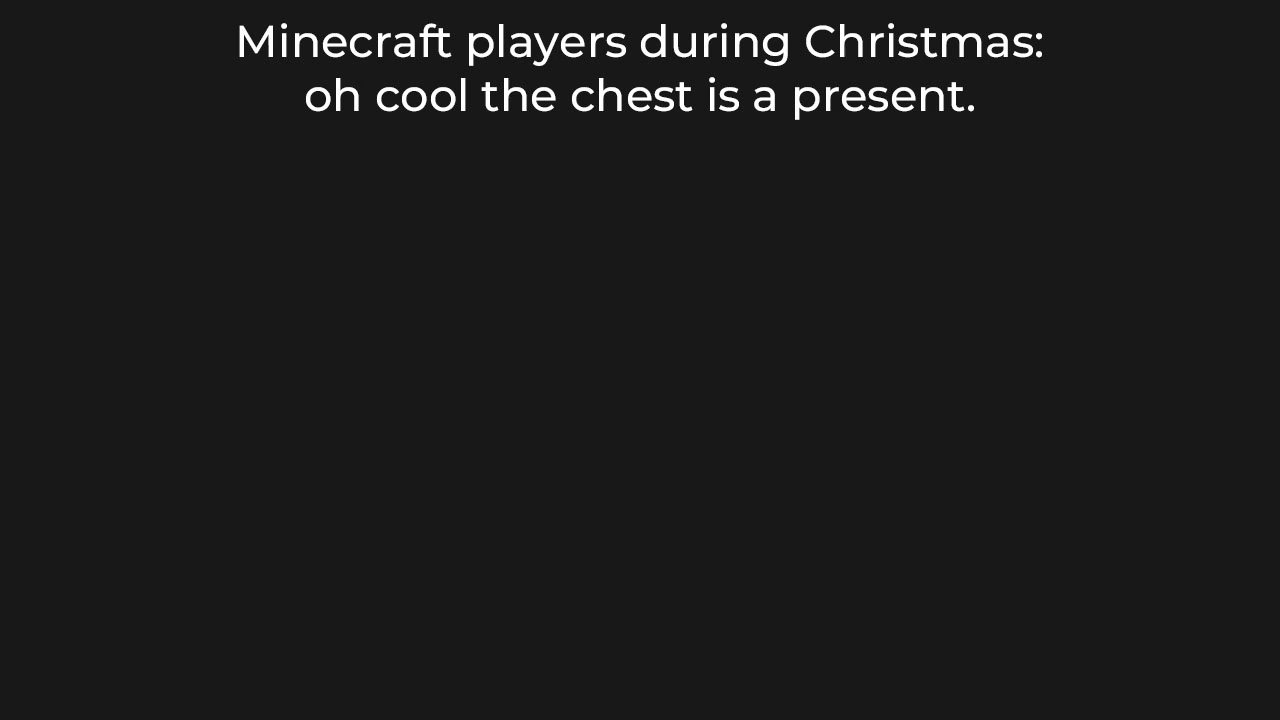 Minecraft players during Christmas:
oh cool the chest is a present.